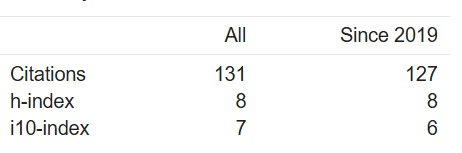 All Since 2019
Citations 131 127
h-index 8 8
i10-index 7 6